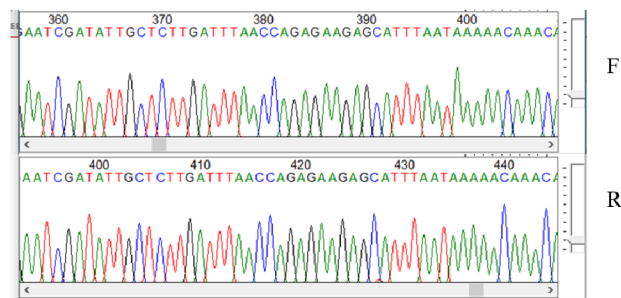 360 370 380 390 400
GAATCGATATTGCTCTTGATTTAACCAGAGAAGAGCATTTAATAAAAACAAACA
F
400 410 420 430 440
AATCGATATTGCTCTTGATTTAACCAGAGAAGAGCATTTAATAAAAACAAACA
R